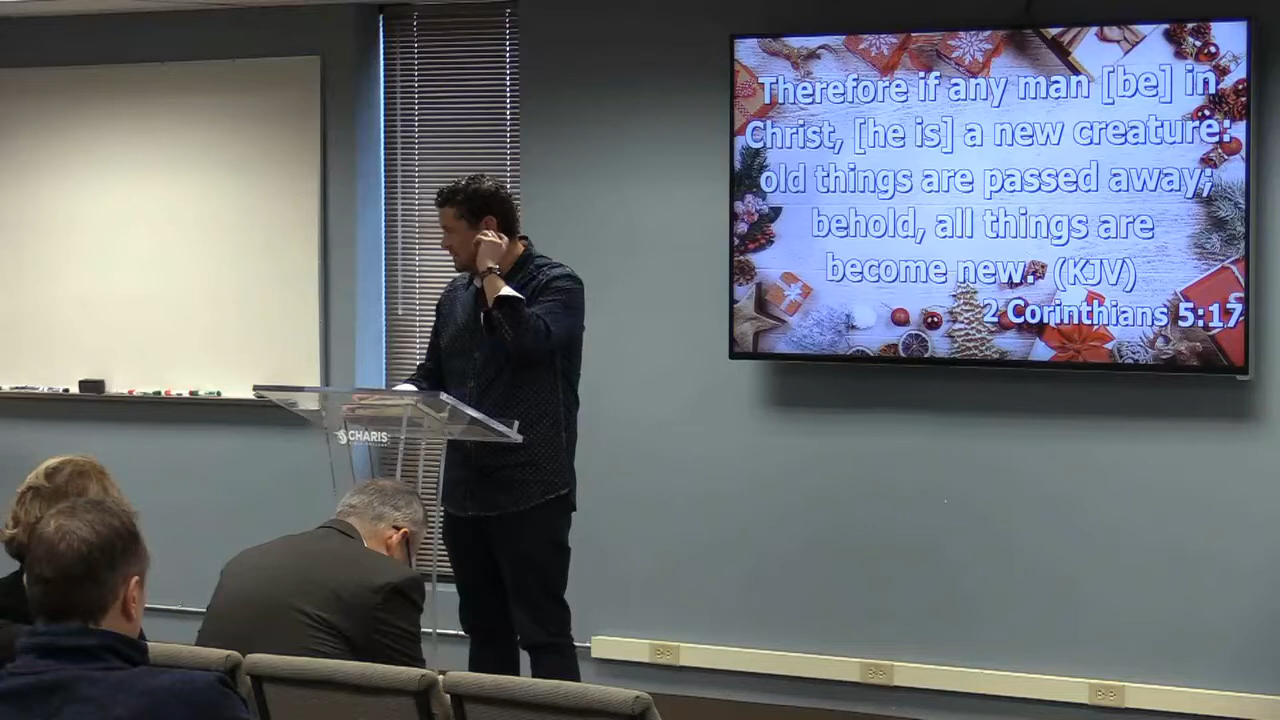 Therefore if any man [be] in
Christ, [he is] a new creature:
old things are passed away;
behold, all things are
become new. (KJV)
2 Corinthians 5:17
CHARIS